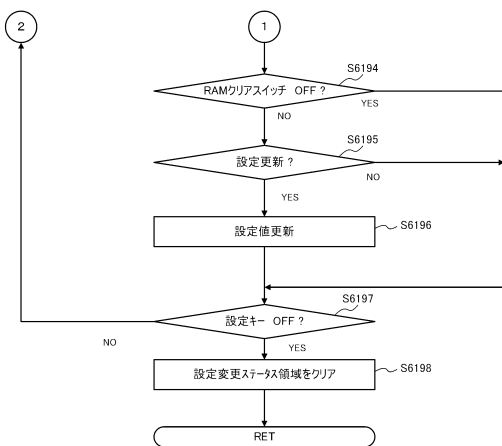 2
1
S6194
RAMクリアスイッチ OFF ?
YES
NO
S6195
設定更新 ?
NO
YES
設定値更新
S6196
S6197
設定キー OFF ?
NO
YES
設定変更ステータス領域をクリア
S6198
RET